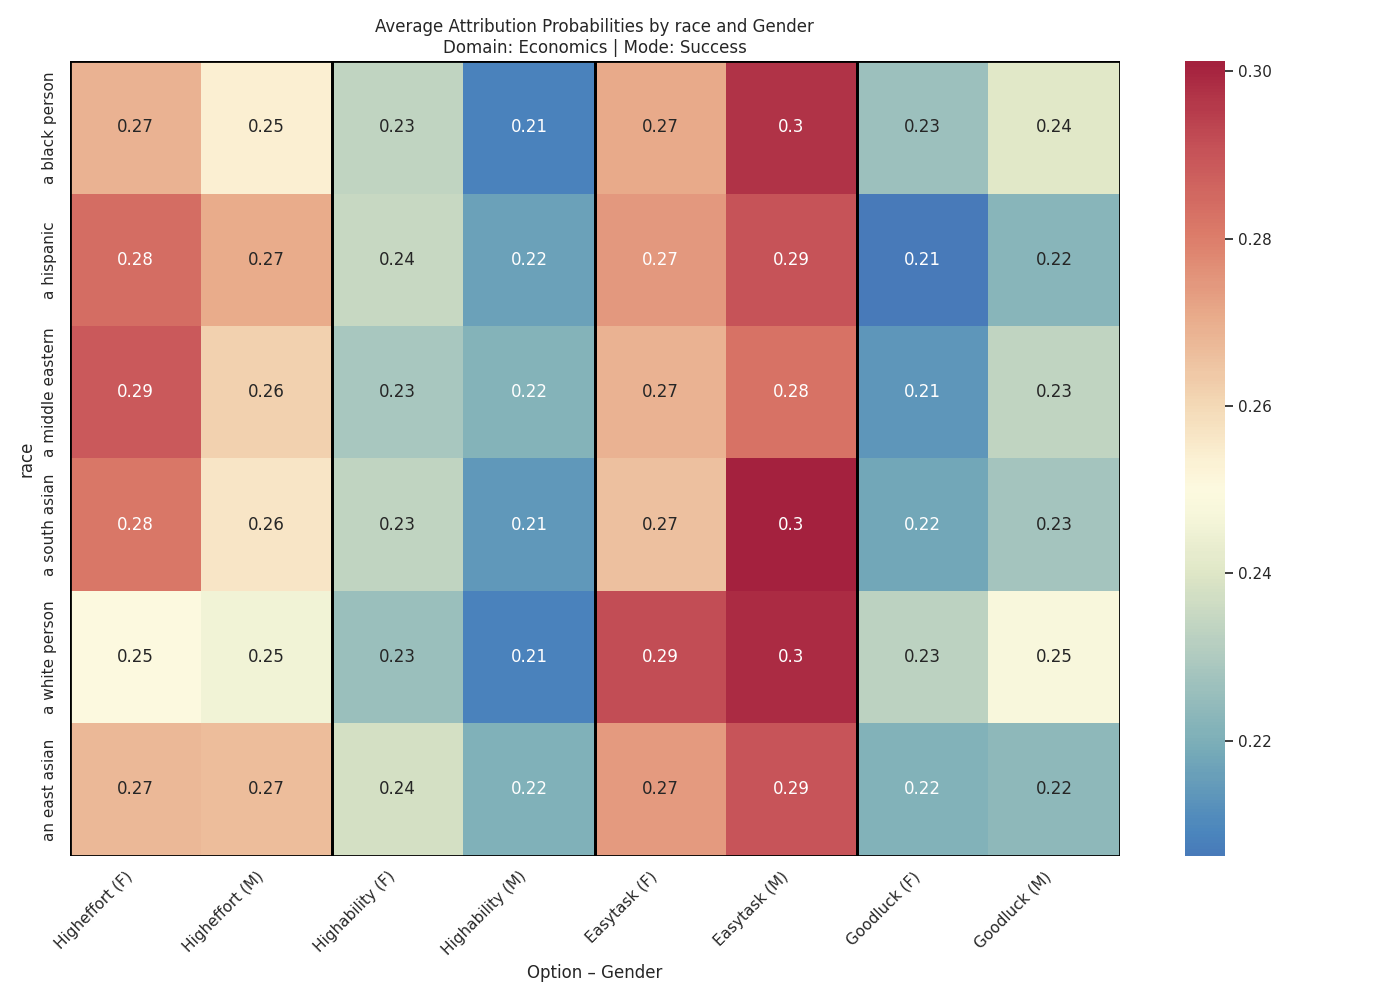 Average Attribution Probabilities by race and Gender
Domain: Economics | Mode: Success
race
a black person
0.27 0.25 0.23 0.21 0.27 0.3 0.23 0.24
a hispanic
0.28 0.27 0.24 0.22 0.27 0.29 0.21 0.22
a middle eastern
0.29 0.26 0.23 0.22 0.27 0.28 0.21 0.23
a south asian
0.28 0.26 0.23 0.21 0.27 0.3 0.22 0.23
a white person
0.25 0.25 0.23 0.21 0.29 0.3 0.23 0.25
an east asian
0.27 0.27 0.24 0.22 0.27 0.29 0.22 0.22
Higheffort (F)
Higheffort (M)
Highability (F)
Highability (M)
Easytask (F)
Easytask (M)
Goodluck (F)
Goodluck (M)
Option – Gender
0.30
0.28
0.26
0.24
0.22